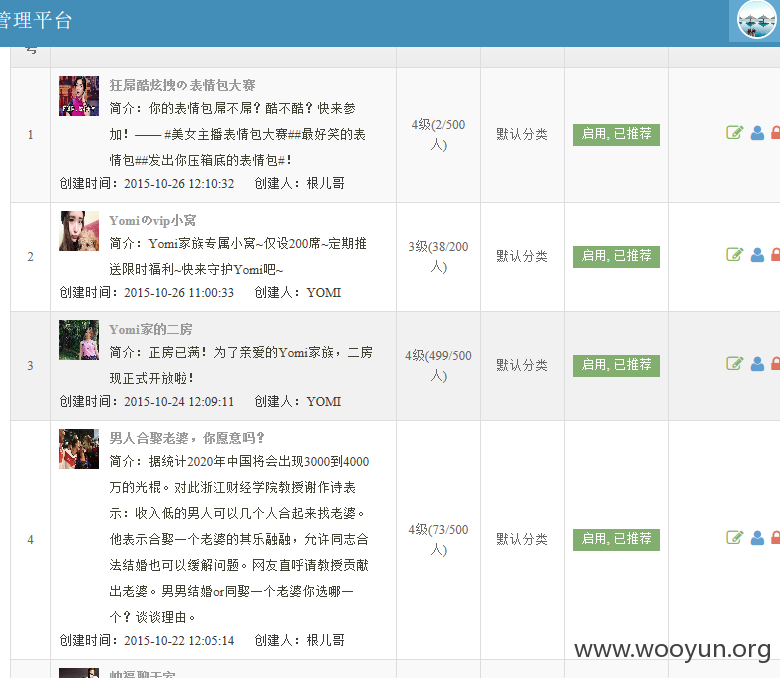 管理平台
号
1
狂屌酷炫拽の表情包大赛
简介：你的表情包屌不屌？酷不酷？快来参
加！—— #美女主播表情包大赛##最好笑的表
情包##发出你压箱底的表情包#！
创建时间：2015-10-26 12:10:32 创建人：根儿哥
4级(2/500
人)
默认分类
启用, 已推荐
2
Yomiのvip小窝
简介：Yomi家族专属小窝~仅设200席~定期推
送限时福利~快来守护Yomi吧~
创建时间：2015-10-26 11:00:33 创建人：YOMI
3级(38/200
人)
默认分类
启用, 已推荐
3
Yomi家的二房
简介：正房已满！为了亲爱的Yomi家族，二房
现正式开放啦！
创建时间：2015-10-24 12:09:11 创建人：YOMI
4级(499/500
人)
默认分类
启用, 已推荐
4
男人合娶老婆，你愿意吗？
简介：据统计2020年中国将会出现3000到4000
万的光棍。对此浙江财经学院教授谢作诗表
示：收入低的男人可以几个人合起来找老婆。
他表示合娶一个老婆的其乐融融，允许同志合
法结婚也可以缓解问题。网友直呼请教授贡献
出老婆。男男结婚or同娶一个老婆你选哪一
个？谈谈理由。
创建时间：2015-10-22 12:05:14 创建人：根儿哥
4级(73/500
人)
默认分类
启用, 已推荐
www.wooyun.org